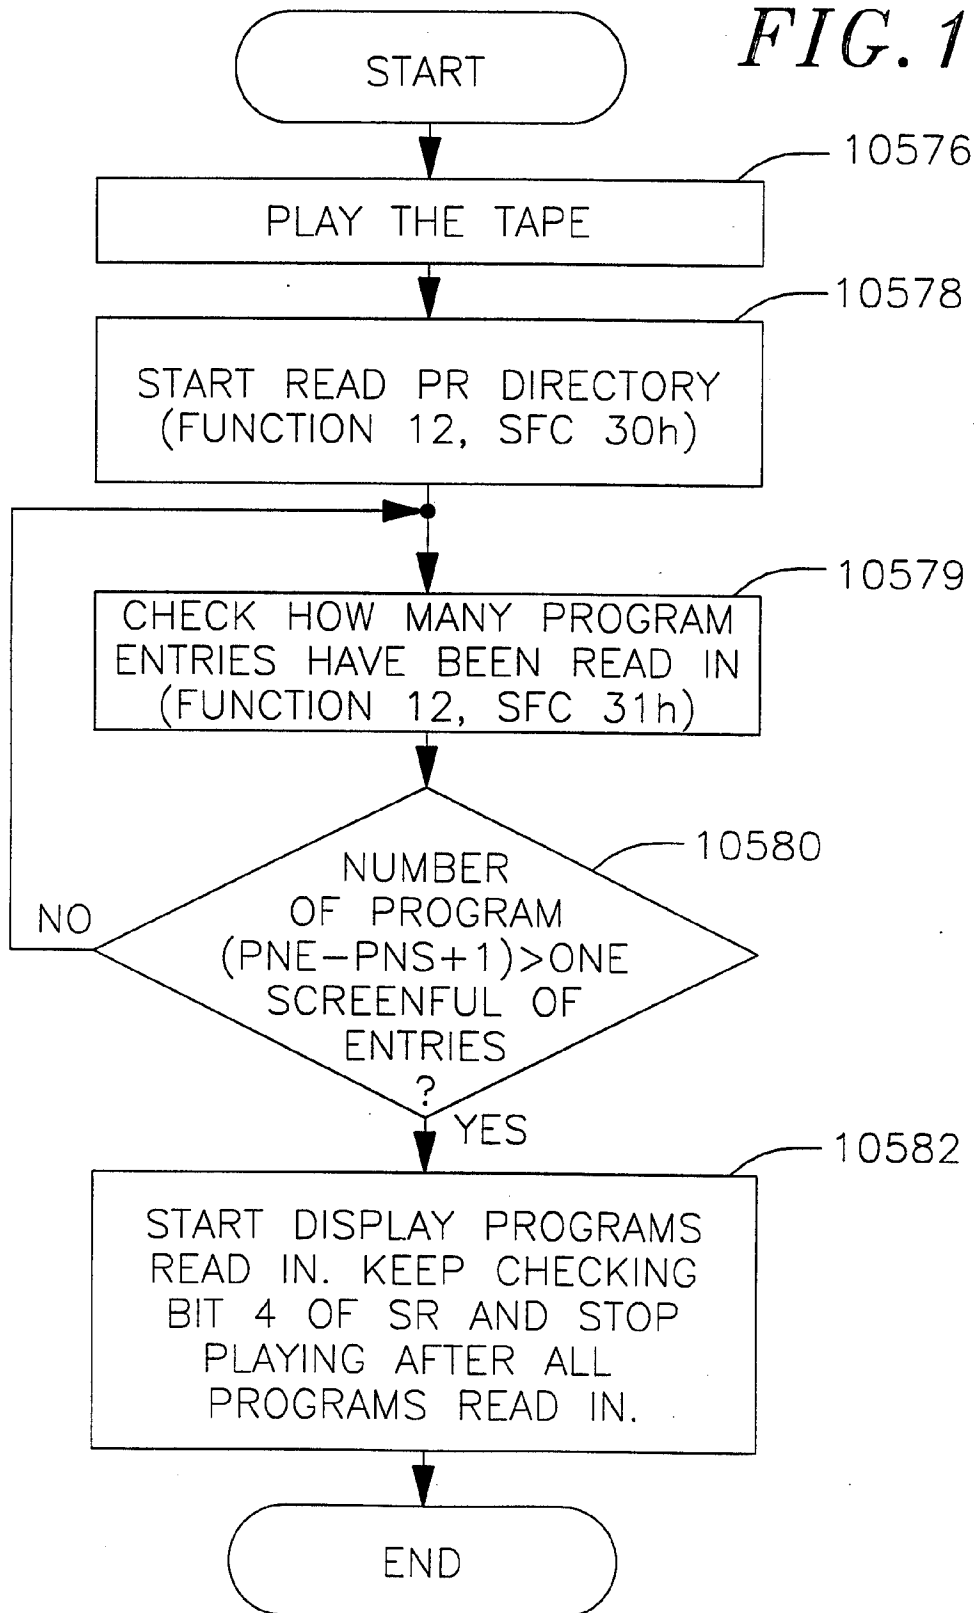 FIG. 1
START
10576
PLAY THE TAPE
10578
START READ PR DIRECTORY
(FUNCTION 12, SFC 30h)
10579
CHECK HOW MANY PROGRAM
ENTRIES HAVE BEEN READ IN
(FUNCTION 12, SFC 31h)
10580
NUMBER
OF PROGRAM
(PNE-PNS+1)>ONE
SCREENFUL OF
ENTRIES
?
NO
YES
10582
START DISPLAY PROGRAMS
READ IN. KEEP CHECKING
BIT 4 OF SR AND STOP
PLAYING AFTER ALL
PROGRAMS READ IN.
END